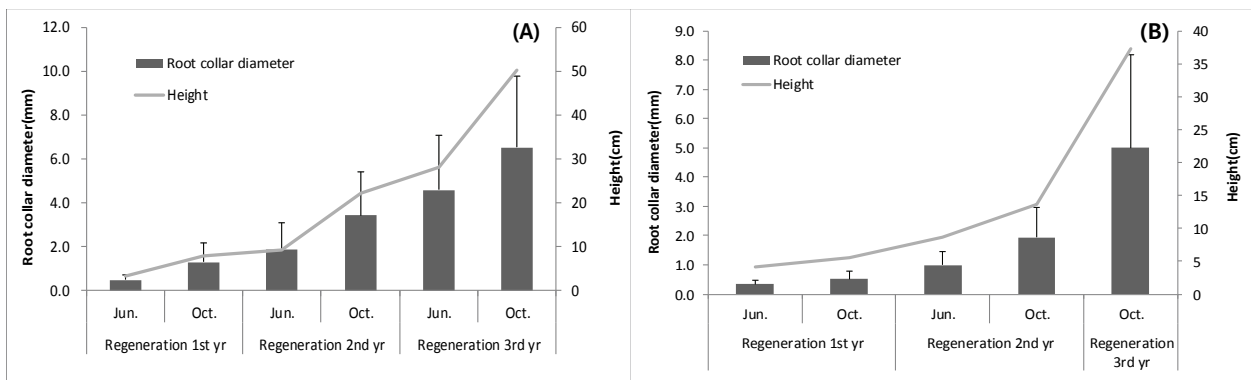 (A)
Root collar diameter(mm)
12.0
10.0
8.0
6.0
4.0
2.0
0.0
Root collar diameter
Height
60
50
40
30
20
10
0
Height(cm)
Jun. Oct. Jun. Oct. Jun. Oct.
Regeneration 1st yr Regeneration 2nd yr Regeneration 3rd yr
(B)
Root collar diameter(mm)
9.0
8.0
7.0
6.0
5.0
4.0
3.0
2.0
1.0
0.0
Root collar diameter
Height
40
35
30
25
20
15
10
5
0
Height(cm)
Jun. Oct. Jun. Oct. Oct.
Regeneration 1st yr Regeneration 2nd yr Regeneration
3rd yr